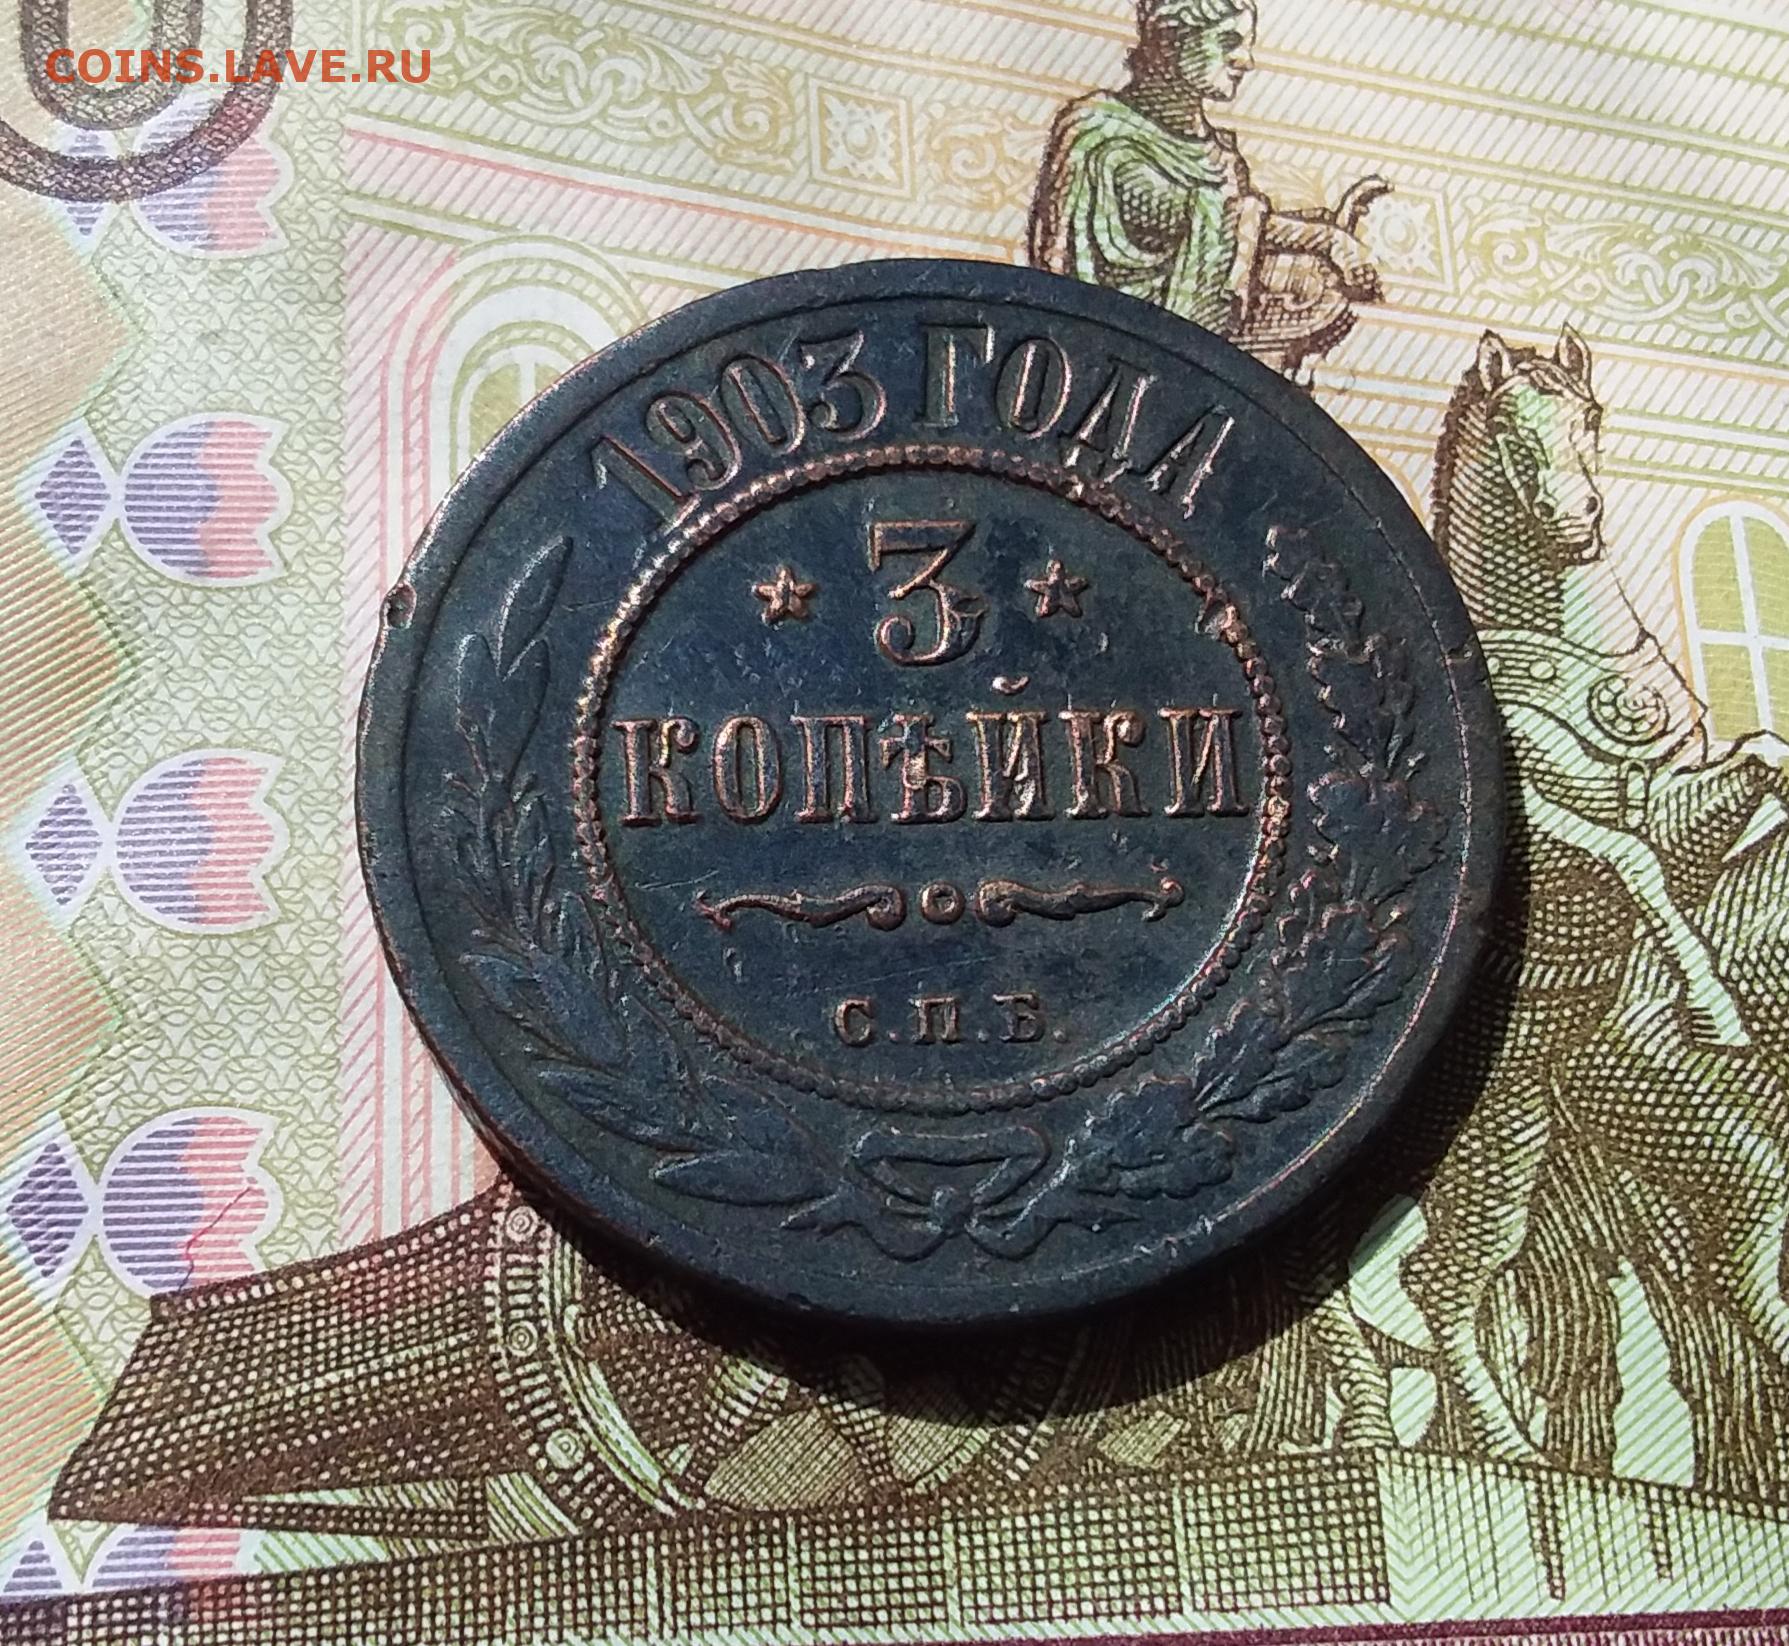 COINS.LAVE.RU
1903 ГОДА
3
КОПѢЙКИ
С.П.Б.